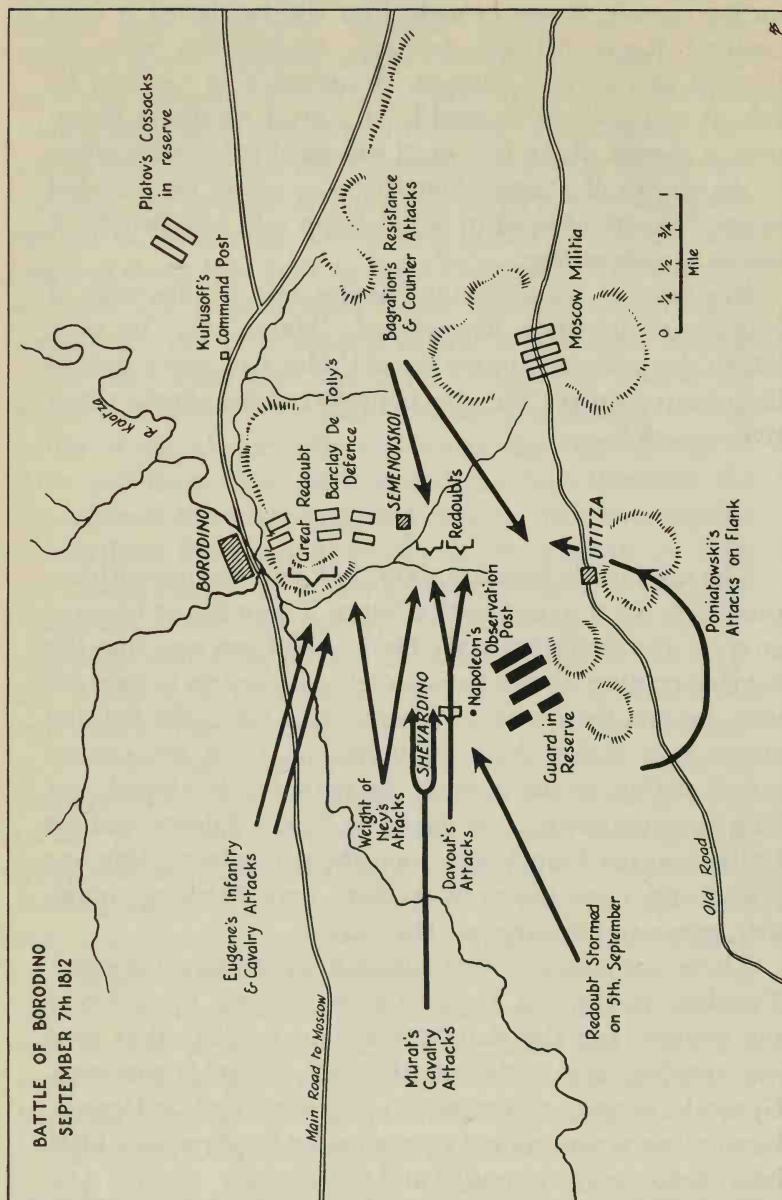 BATTLE OF BORODINO
SEPTEMBER 7th 1812
Platov's Cossacks
in reserve
Kutusoff's
Command Post
R. Kolotza
BORODINO
Great Redoubt
Barclay De Tolly's
Defence
SEMENOVSKOI
Redoubts
Bagration's Resistance
& Counter Attacks
Moscow Militia
0 ¼ ½ ¾ 1
Mile
Eugene's Infantry
& Cavalry Attacks
Main Road to Moscow
Weight of
Ney's
Attacks
SHEVARDINO
Murat's
Cavalry
Attacks
Davout's
Attacks
Napoleon's
Observation
Post
Guard in
Reserve
UTITZA
Poniatowski's
Attacks on Flank
Redoubt Stormed
on 5th. September
Old Road